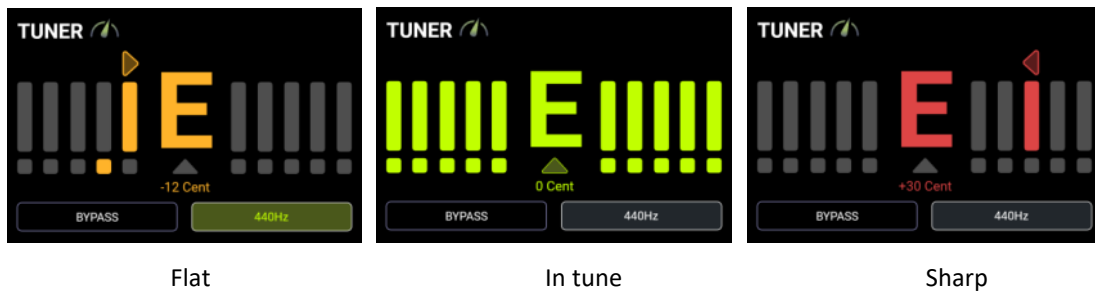 TUNER
E
-12 Cent
BYPASS 440Hz
TUNER
E
0 Cent
BYPASS 440Hz
TUNER
E
+30 Cent
BYPASS 440Hz
Flat In tune Sharp